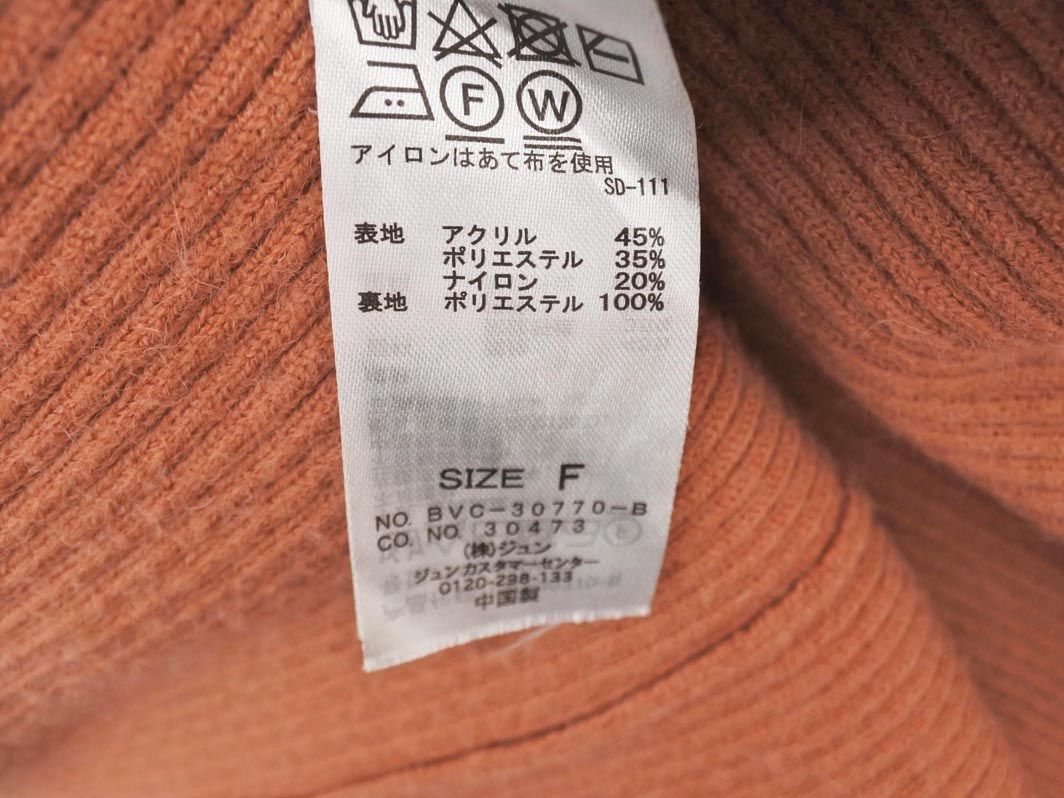 F W
アイロンはあて布を使用
SD-111
表地 アクリル 45%
ポリエステル 35%
ナイロン 20%
裏地 ポリエステル 100%
SIZE F
NO. BVC-30770-B
CO. NO. 30473
(株)ジュン
ジュンカスタマーセンター
0120-298-133
中国製